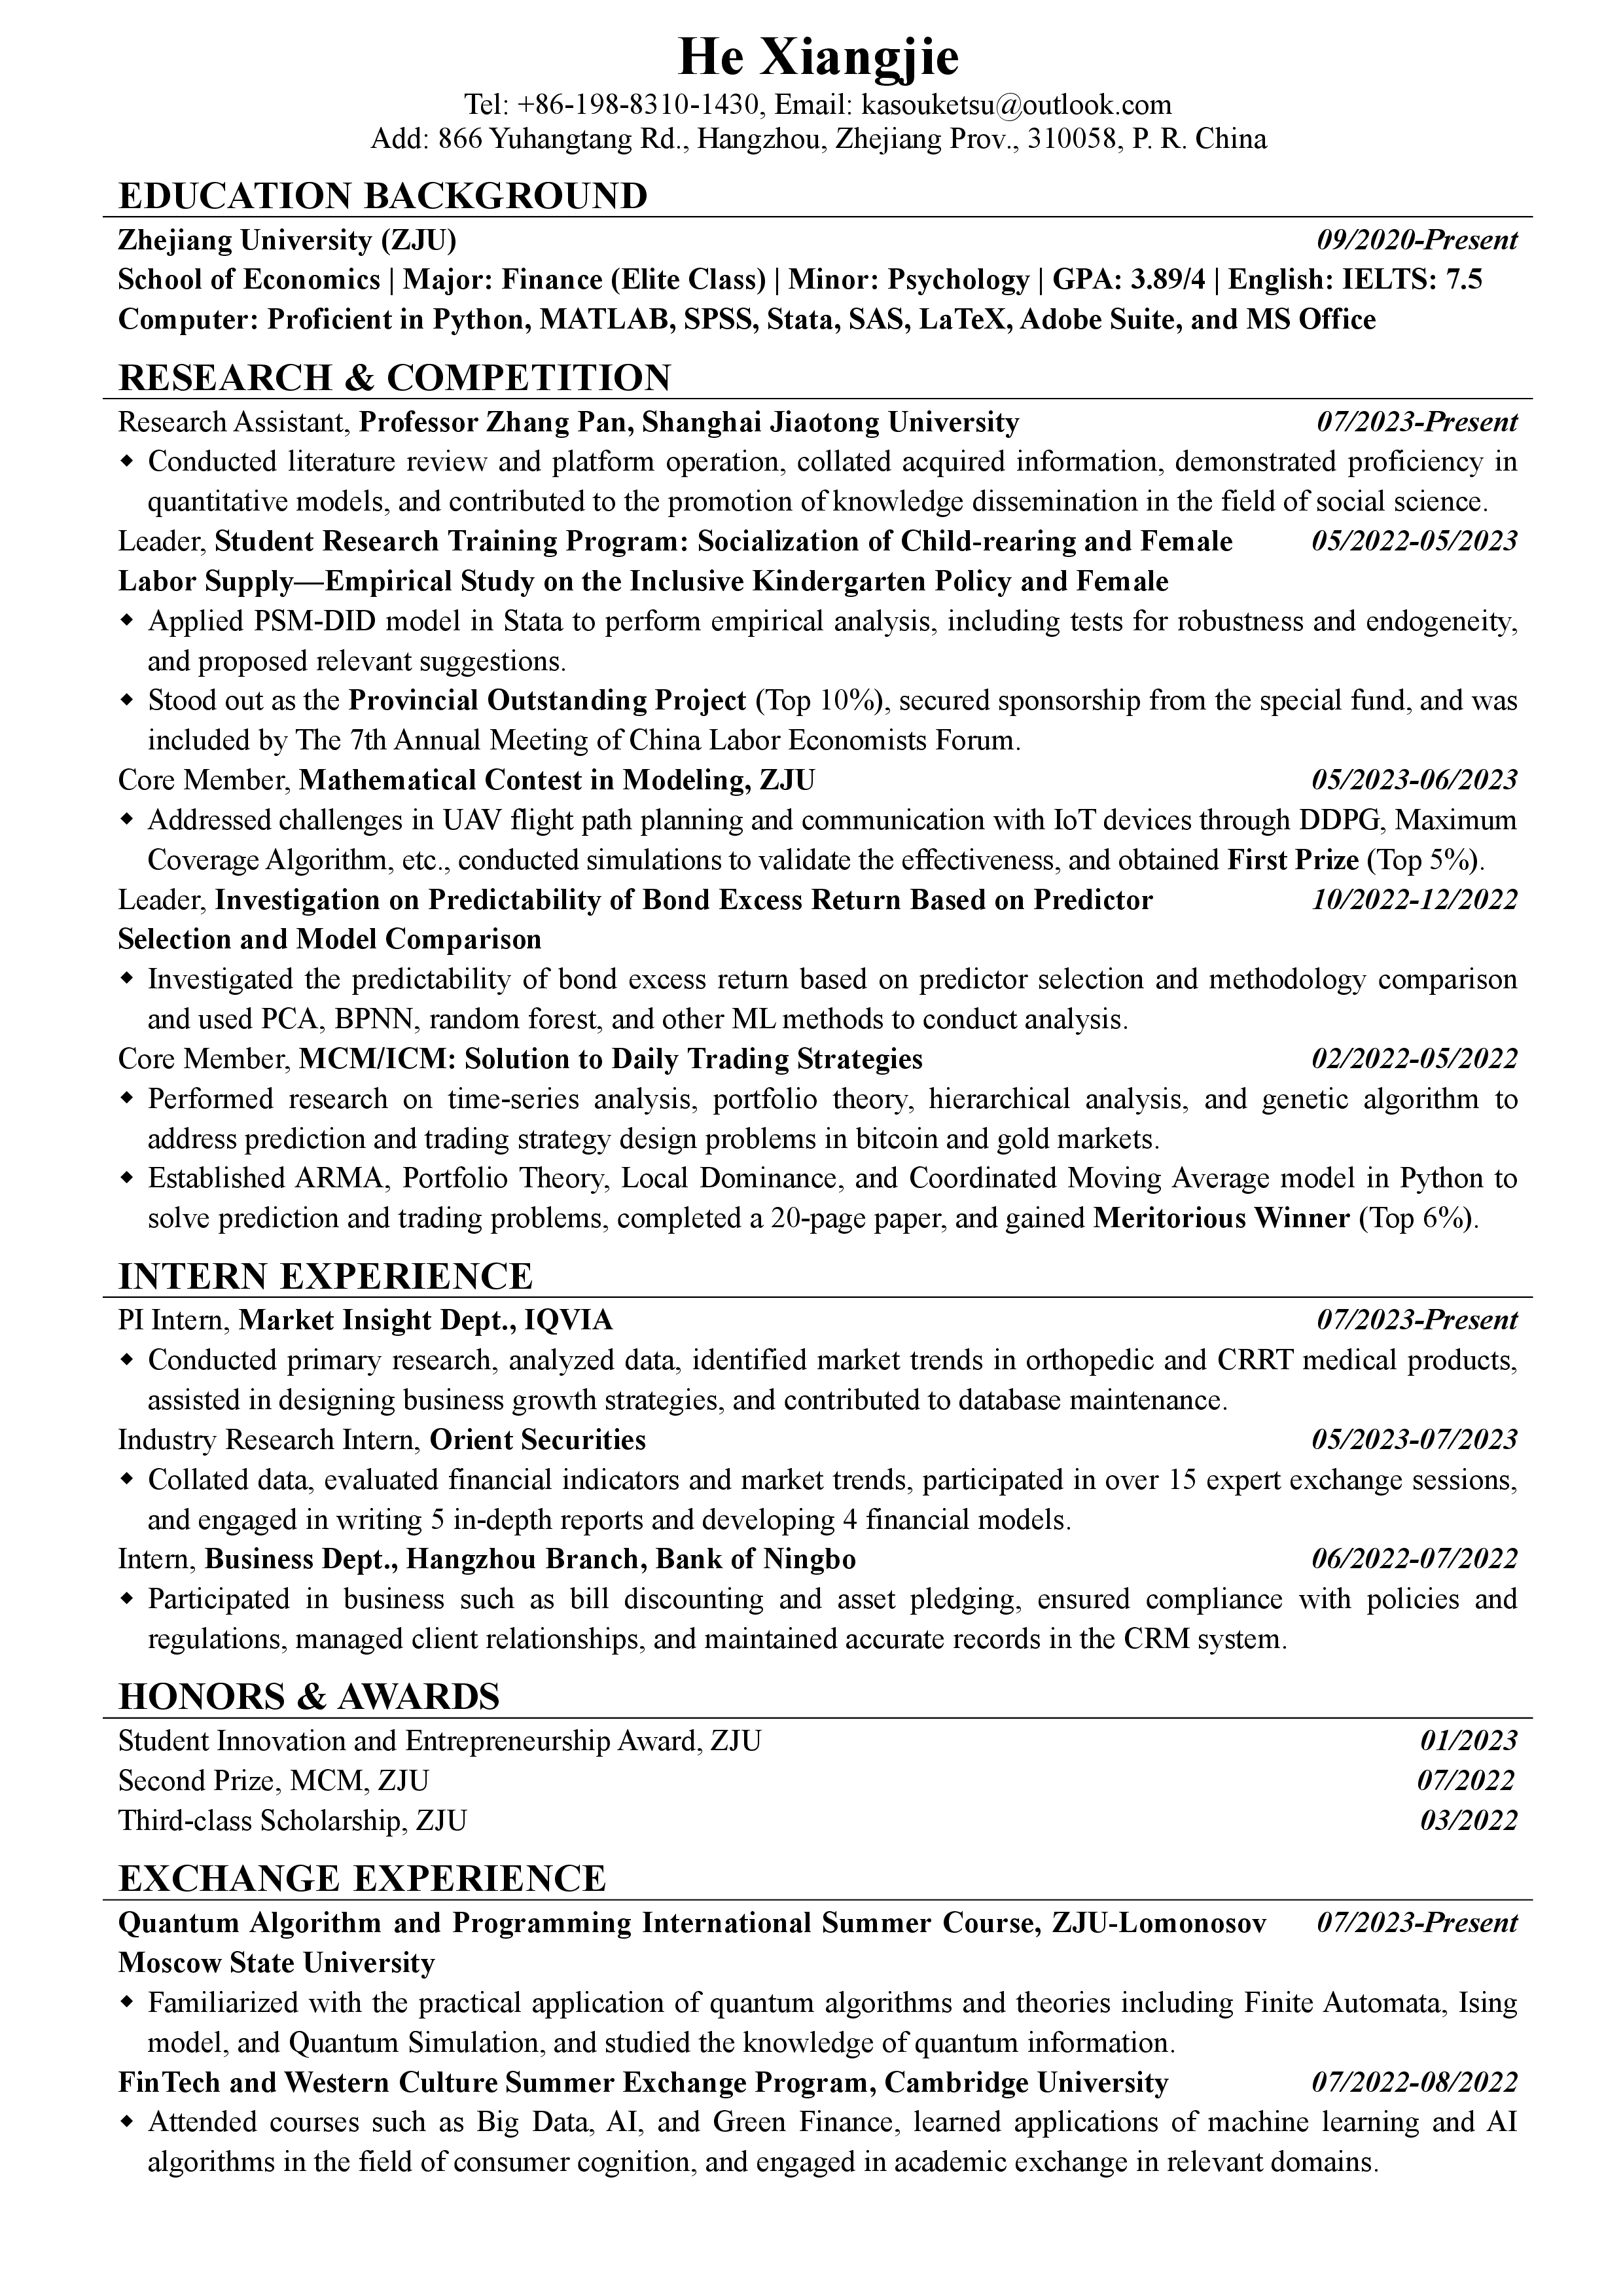 He Xiangjie
Tel: +86-198-8310-1430, Email: kasouketsu@outlook.com
Add: 866 Yuhangtang Rd., Hangzhou, Zhejiang Prov., 310058, P. R. China
EDUCATION BACKGROUND
Zhejiang University (ZJU) 09/2020-Present
School of Economics | Major: Finance (Elite Class) | Minor: Psychology | GPA: 3.89/4 | English: IELTS: 7.5
Computer: Proficient in Python, MATLAB, SPSS, Stata, SAS, LaTeX, Adobe Suite, and MS Office
RESEARCH & COMPETITION
Research Assistant, Professor Zhang Pan, Shanghai Jiaotong University 07/2023-Present
◆ Conducted literature review and platform operation, collated acquired information, demonstrated proficiency in
quantitative models, and contributed to the promotion of knowledge dissemination in the field of social science.
Leader, Student Research Training Program: Socialization of Child-rearing and Female 05/2022-05/2023
Labor Supply—Empirical Study on the Inclusive Kindergarten Policy and Female
◆ Applied PSM-DID model in Stata to perform empirical analysis, including tests for robustness and endogeneity,
and proposed relevant suggestions.
◆ Stood out as the Provincial Outstanding Project (Top 10%), secured sponsorship from the special fund, and was
included by The 7th Annual Meeting of China Labor Economists Forum.
Core Member, Mathematical Contest in Modeling, ZJU 05/2023-06/2023
◆ Addressed challenges in UAV flight path planning and communication with IoT devices through DDPG, Maximum
Coverage Algorithm, etc., conducted simulations to validate the effectiveness, and obtained First Prize (Top 5%).
Leader, Investigation on Predictability of Bond Excess Return Based on Predictor 10/2022-12/2022
Selection and Model Comparison
◆ Investigated the predictability of bond excess return based on predictor selection and methodology comparison
and used PCA, BPNN, random forest, and other ML methods to conduct analysis.
Core Member, MCM/ICM: Solution to Daily Trading Strategies 02/2022-05/2022
◆ Performed research on time-series analysis, portfolio theory, hierarchical analysis, and genetic algorithm to
address prediction and trading strategy design problems in bitcoin and gold markets.
◆ Established ARMA, Portfolio Theory, Local Dominance, and Coordinated Moving Average model in Python to
solve prediction and trading problems, completed a 20-page paper, and gained Meritorious Winner (Top 6%).
INTERN EXPERIENCE
PI Intern, Market Insight Dept., IQVIA 07/2023-Present
◆ Conducted primary research, analyzed data, identified market trends in orthopedic and CRRT medical products,
assisted in designing business growth strategies, and contributed to database maintenance.
Industry Research Intern, Orient Securities 05/2023-07/2023
◆ Collated data, evaluated financial indicators and market trends, participated in over 15 expert exchange sessions,
and engaged in writing 5 in-depth reports and developing 4 financial models.
Intern, Business Dept., Hangzhou Branch, Bank of Ningbo 06/2022-07/2022
◆ Participated in business such as bill discounting and asset pledging, ensured compliance with policies and
regulations, managed client relationships, and maintained accurate records in the CRM system.
HONORS & AWARDS
Student Innovation and Entrepreneurship Award, ZJU 01/2023
Second Prize, MCM, ZJU 07/2022
Third-class Scholarship, ZJU 03/2022
EXCHANGE EXPERIENCE
Quantum Algorithm and Programming International Summer Course, ZJU-Lomonosov 07/2023-Present
Moscow State University
◆ Familiarized with the practical application of quantum algorithms and theories including Finite Automata, Ising
model, and Quantum Simulation, and studied the knowledge of quantum information.
FinTech and Western Culture Summer Exchange Program, Cambridge University 07/2022-08/2022
◆ Attended courses such as Big Data, AI, and Green Finance, learned applications of machine learning and AI
algorithms in the field of consumer cognition, and engaged in academic exchange in relevant domains.